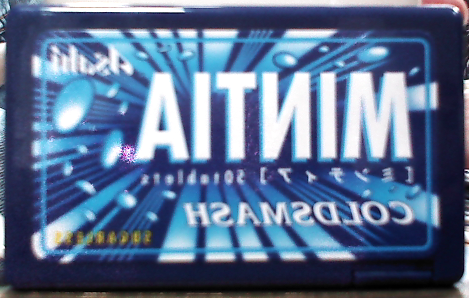 Asahi
MINTIA
[ミンティア] 50tablets
COLDSMASH
SUGARLESS